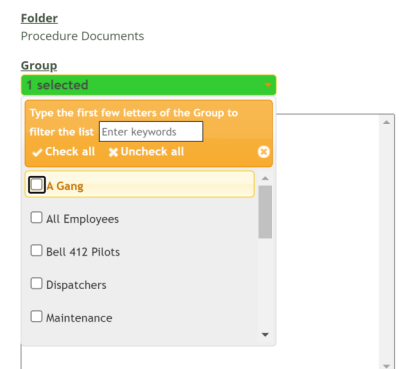 Folder
Procedure Documents
Group
1 selected
Type the first few letters of the Group to
filter the list Enter keywords
Check all Uncheck all
A Gang
All Employees
Bell 412 Pilots
Dispatchers
Maintenance